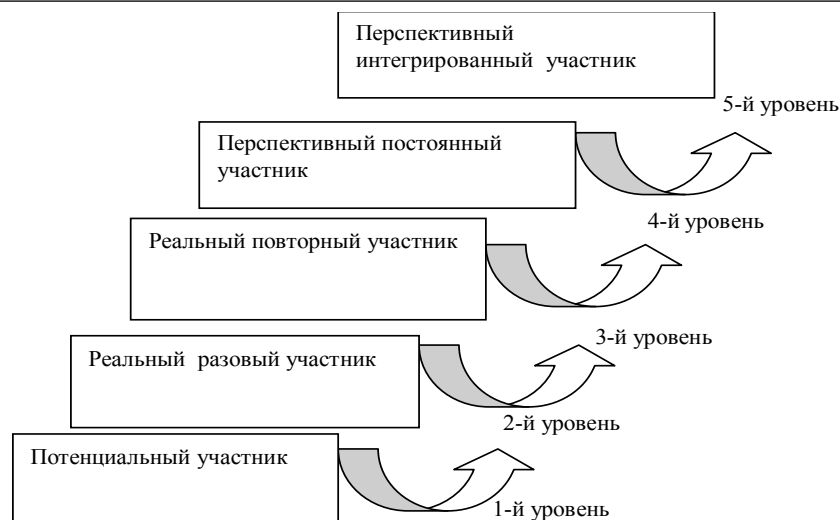 Перспективный
интегрированный участник
5-й уровень
Перспективный постоянный
участник
4-й уровень
Реальный повторный участник
3-й уровень
Реальный разовый участник
2-й уровень
Потенциальный участник
1-й уровень